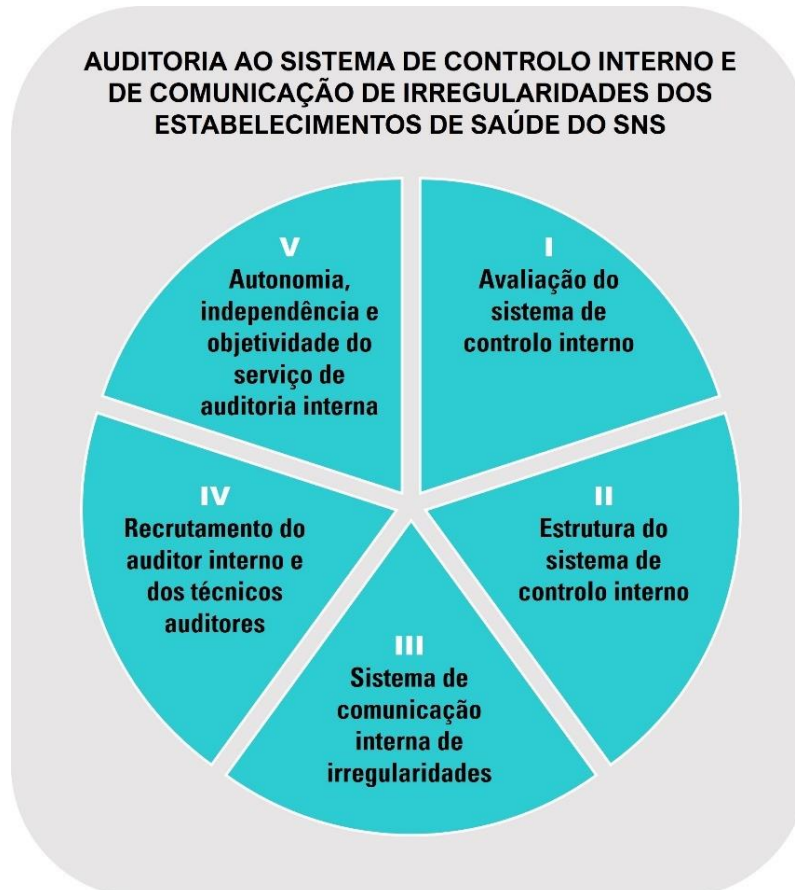 AUDITORIA AO SISTEMA DE CONTROLO INTERNO E
DE COMUNICAÇÃO DE IRREGULARIDADES DOS
ESTABELECIMENTOS DE SAÚDE DO SNS
I
Avaliação do
sistema de
controlo interno
II
Estrutura do
sistema de
controlo interno
III
Sistema de
comunicação
interna de
irregularidades
IV
Recrutamento do
auditor interno e
dos técnicos
auditores
V
Autonomia,
independência e
objetividade do
serviço de
auditoria interna